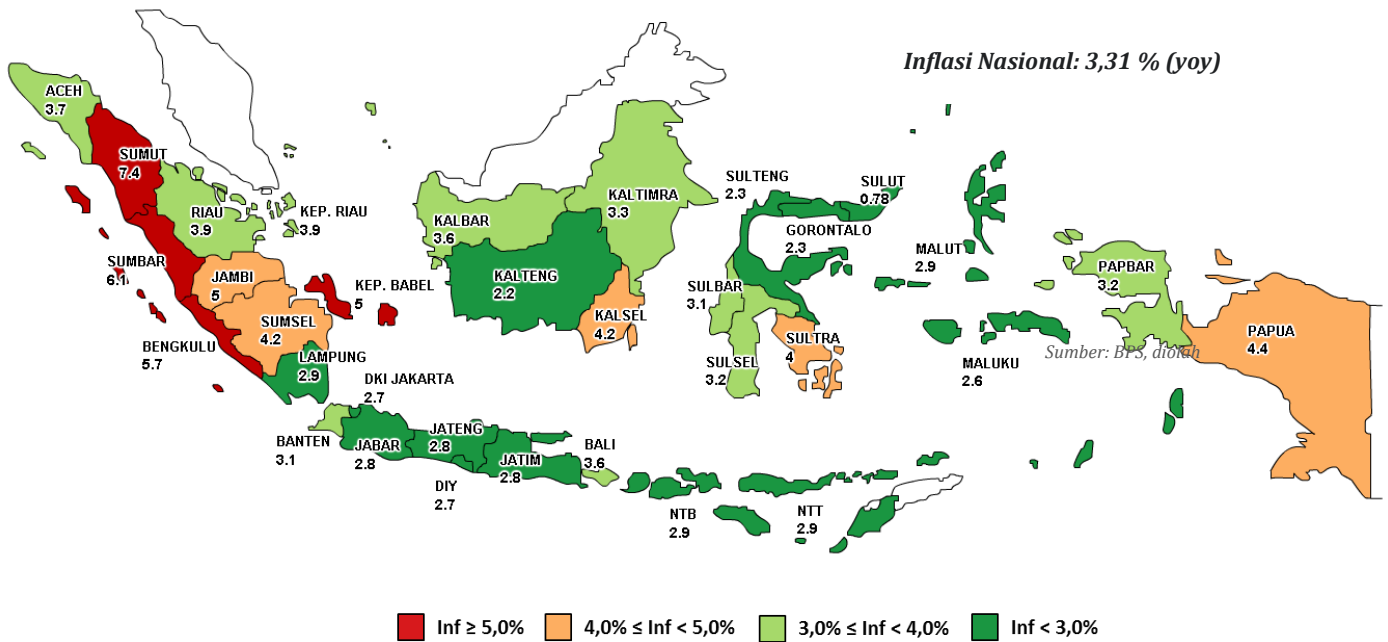 Inflasi Nasional: 3,31 % (yoy)
ACEH
3.7
SUMUT
7.4
RIAU
3.9
KEP. RIAU
3.9
SUMBAR
6.1
JAMBI
5
KEP. BABEL
5
SUMSEL
4.2
BENGKULU
5.7
LAMPUNG
2.9
DKI JAKARTA
2.7
BANTEN
3.1
JABAR
2.8
JATENG
2.8
DIY
2.7
JATIM
2.8
BALI
3.6
NTB
2.9
NTT
2.9
KALBAR
3.6
KALTENG
2.2
KALTIMRA
3.3
KALSEL
4.2
SULTENG
2.3
SULUT
0.78
GORONTALO
2.3
SULBAR
3.1
SULSEL
3.2
SULTRA
4
MALUT
2.9
MALUKU
2.6
PAPBAR
3.2
PAPUA
4.4
Sumber: BPS, diolah
Inf ≥ 5,0%
4,0% ≤ Inf < 5,0%
3,0% ≤ Inf < 4,0%
Inf < 3,0%